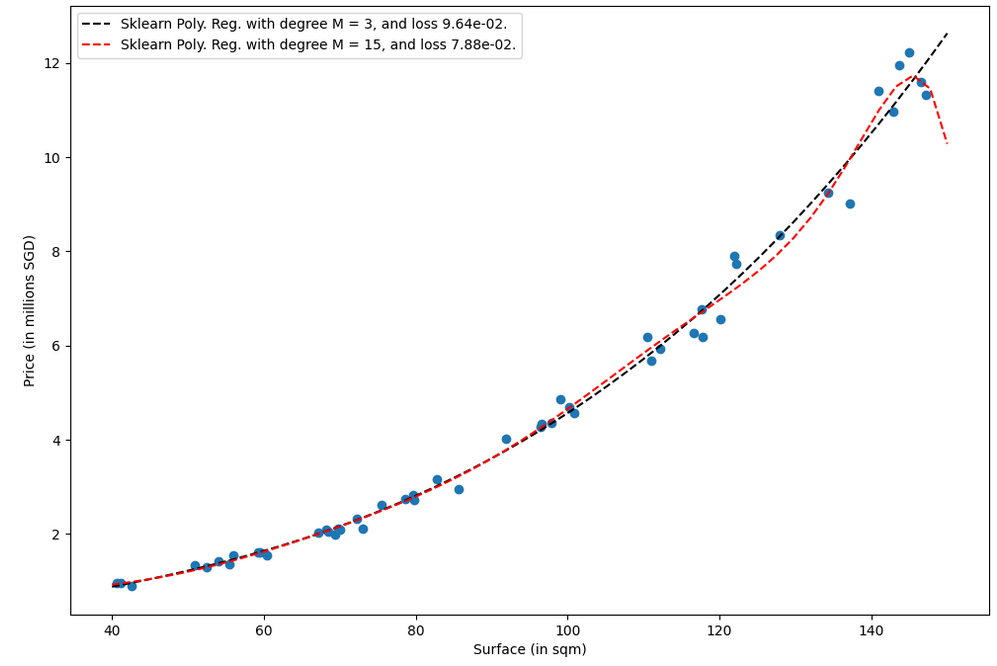 Sklearn Poly. Reg. with degree M = 3, and loss 9.64e-02.
Sklearn Poly. Reg. with degree M = 15, and loss 7.88e-02.
12
10
8
6
4
2
Price (in millions SGD)
40 60 80 100 120 140
Surface (in sqm)